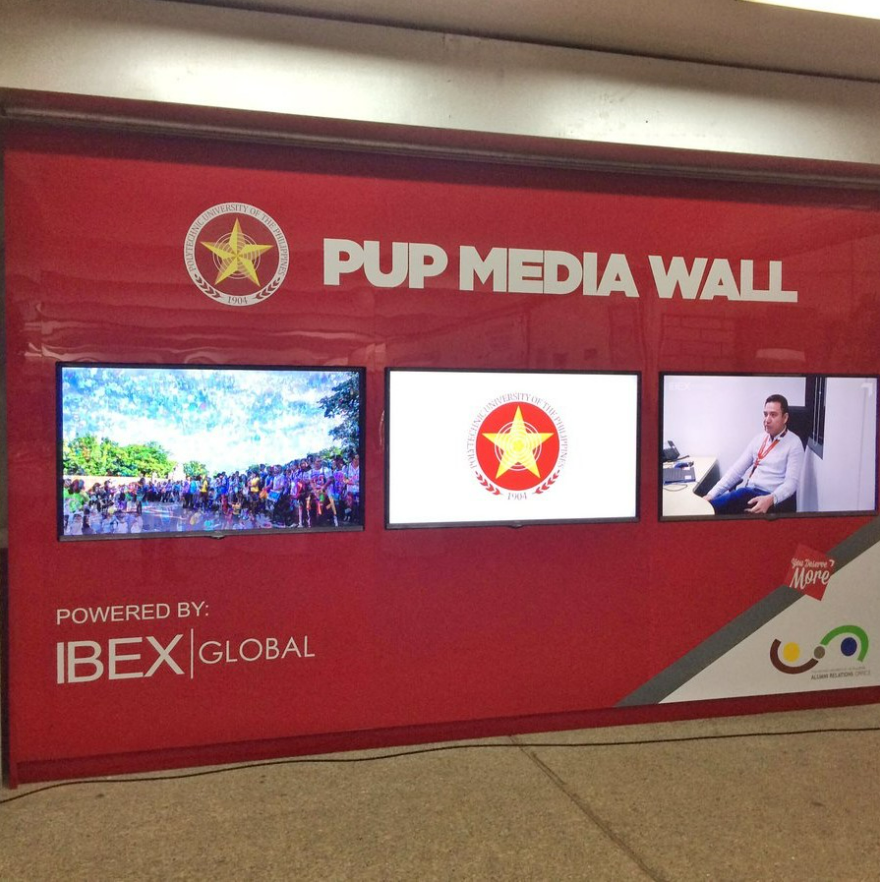 POLYTECHNIC UNIVERSITY OF THE PHILIPPINES
1904
PUP MEDIA WALL
POLYTECHNIC UNIVERSITY OF THE PHILIPPINES
1904
IBEX
POWERED BY:
IBEX GLOBAL
You Deserve
More
ALUMNI RELATIONS OFFICE